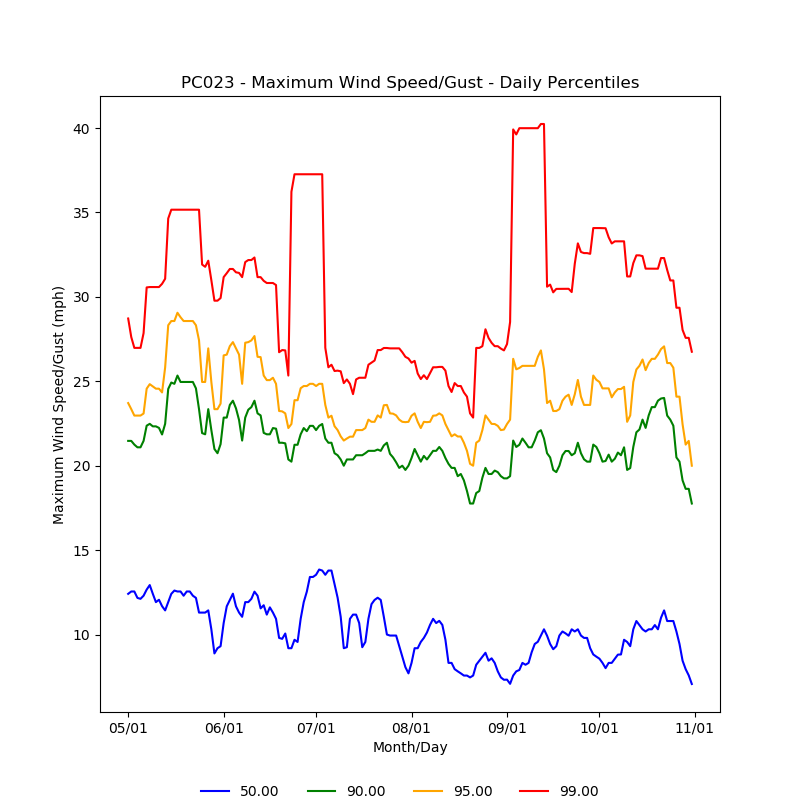 PC023 - Maximum Wind Speed/Gust - Daily Percentiles
40
35
30
25
20
15
10
Maximum Wind Speed/Gust (mph)
05/01 06/01 07/01 08/01 09/01 10/01 11/01
Month/Day
50.00 90.00 95.00 99.00